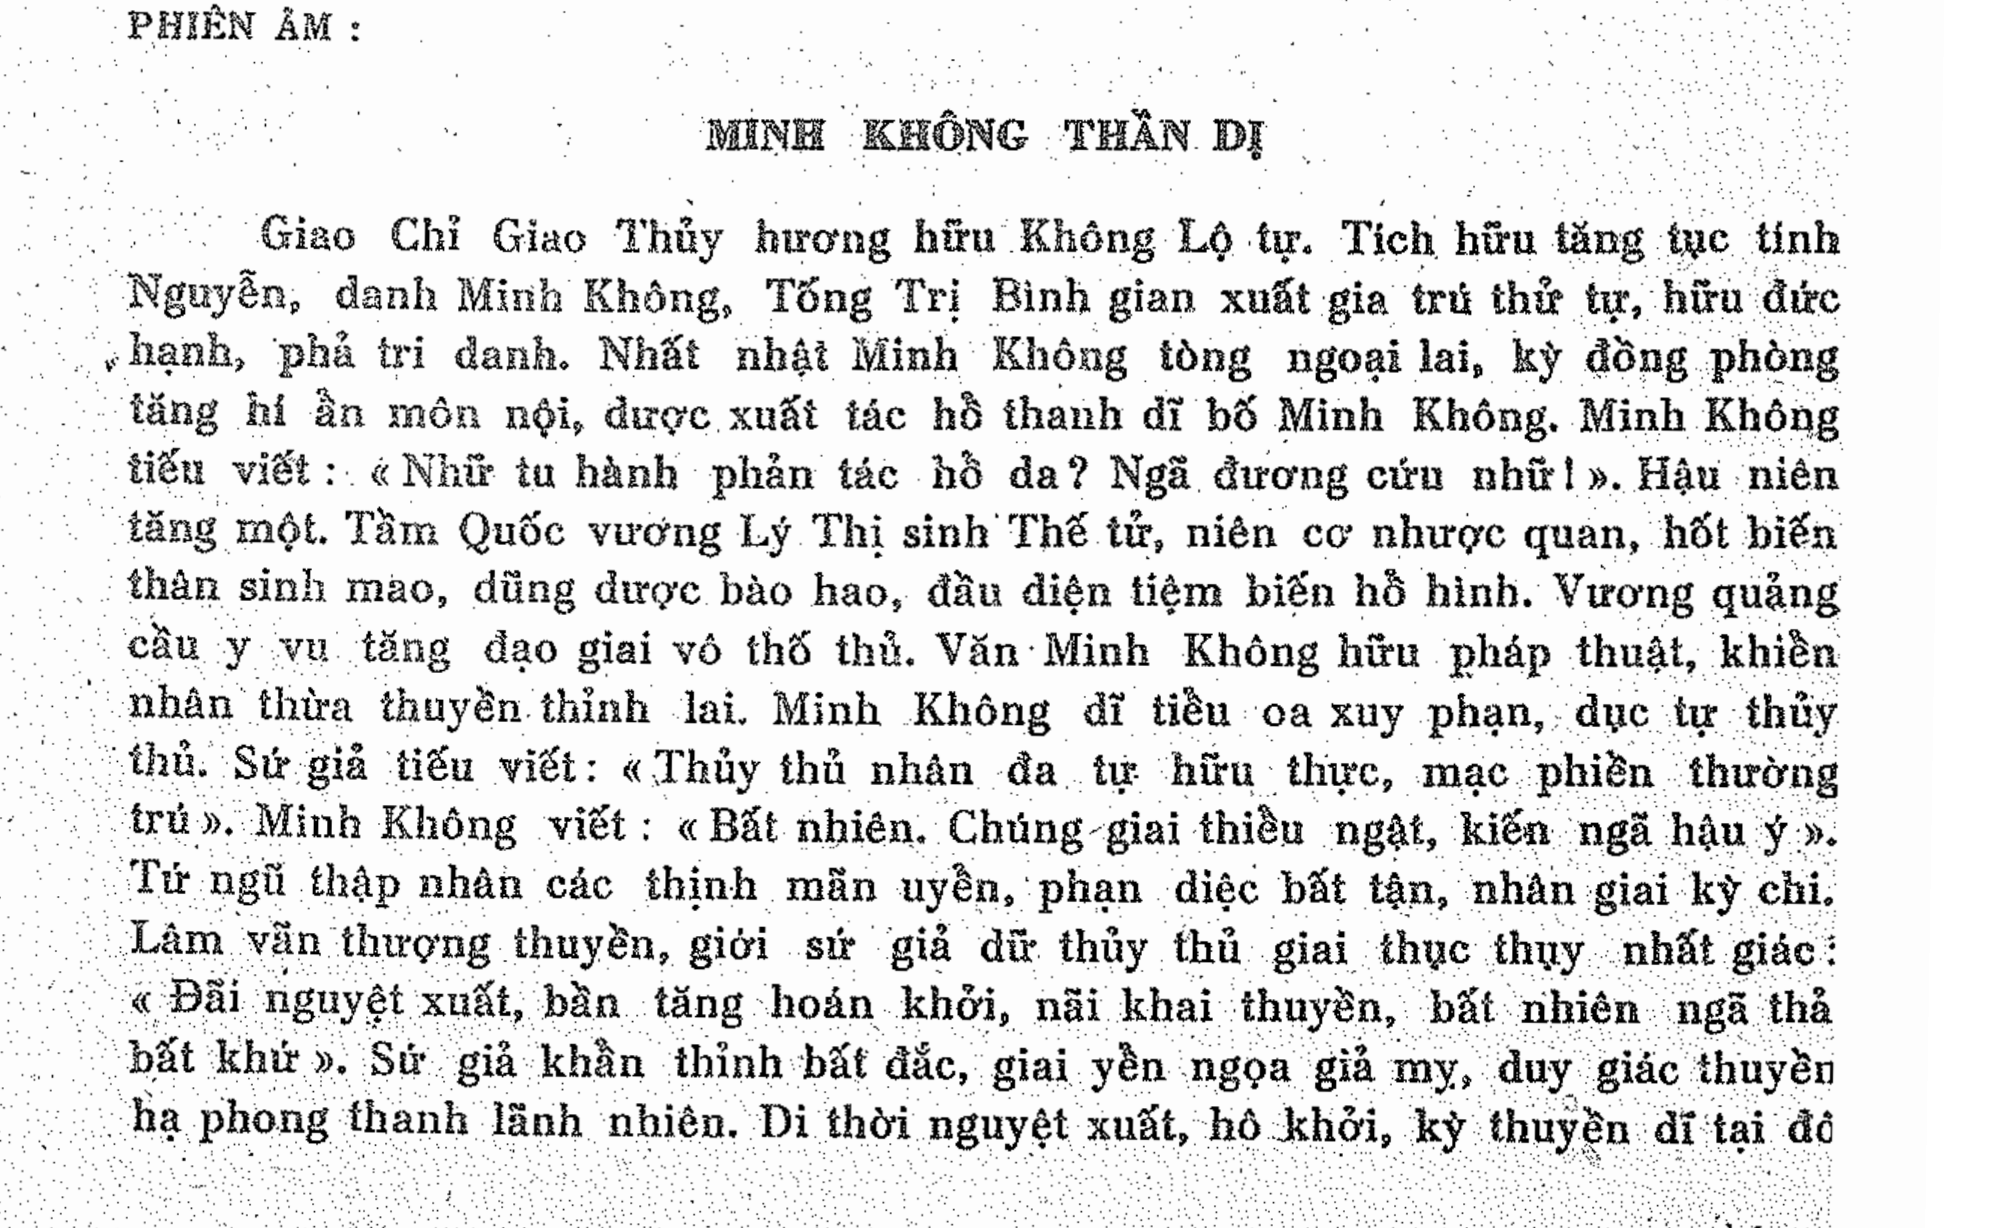 PHIÊN ÂM :
MINH KHÔNG THẦN DỊ
Giao Chỉ Giao Thủy hương hữu Không Lộ tự. Tích hữu tăng tục tính
Nguyễn, danh Minh Không, Tống Trị Bình gian xuất gia trú thử tự, hữu đức
hạnh, phả tri danh. Nhất nhật Minh Không tòng ngoại lai, kỳ đồng phòng
tăng hí ẩn môn nội, dược xuất tác hổ thanh dĩ bố Minh Không. Minh Không
tiếu viết : « Nhữ tu hành phản tác hổ da ? Ngã đương cứu nhữ ! ». Hậu niên
tăng một. Tầm Quốc vương Lý Thị sinh Thế tử, niên cơ nhược quan, hốt biến
thân sinh mao, dũng dược bào hao, đầu diện tiệm biến hổ hình. Vương quảng
cầu y vu tăng đạo giai vô thố thủ. Văn Minh Không hữu pháp thuật, khiển
nhân thừa thuyền thỉnh lai. Minh Không dĩ tiểu oa xuy phạn, dục tự thủy
thủ. Sứ giả tiếu viết : « Thủy thủ nhân đa tự hữu thực, mạc phiền thường
trú ». Minh Không viết : « Bất nhiên. Chúng giai thiểu ngật, kiến ngã hậu ý ».
Tứ ngũ thập nhân các thịnh mãn uyển, phạn diệc bất tận, nhân giai kỳ chi.
Lâm vãn thượng thuyền, giới sứ giả dữ thủy thủ giai thục thụy nhất giác :
« Đãi nguyệt xuất, bần tăng hoán khởi, nãi khai thuyền, bất nhiên ngã thả
bất khứ ». Sứ giả khẩn thỉnh bất đắc, giai yển ngọa giả mỵ, duy giác thuyền
hạ phong thanh lãnh nhiên. Di thời nguyệt xuất, hô khởi, kỳ thuyền dĩ tại đô